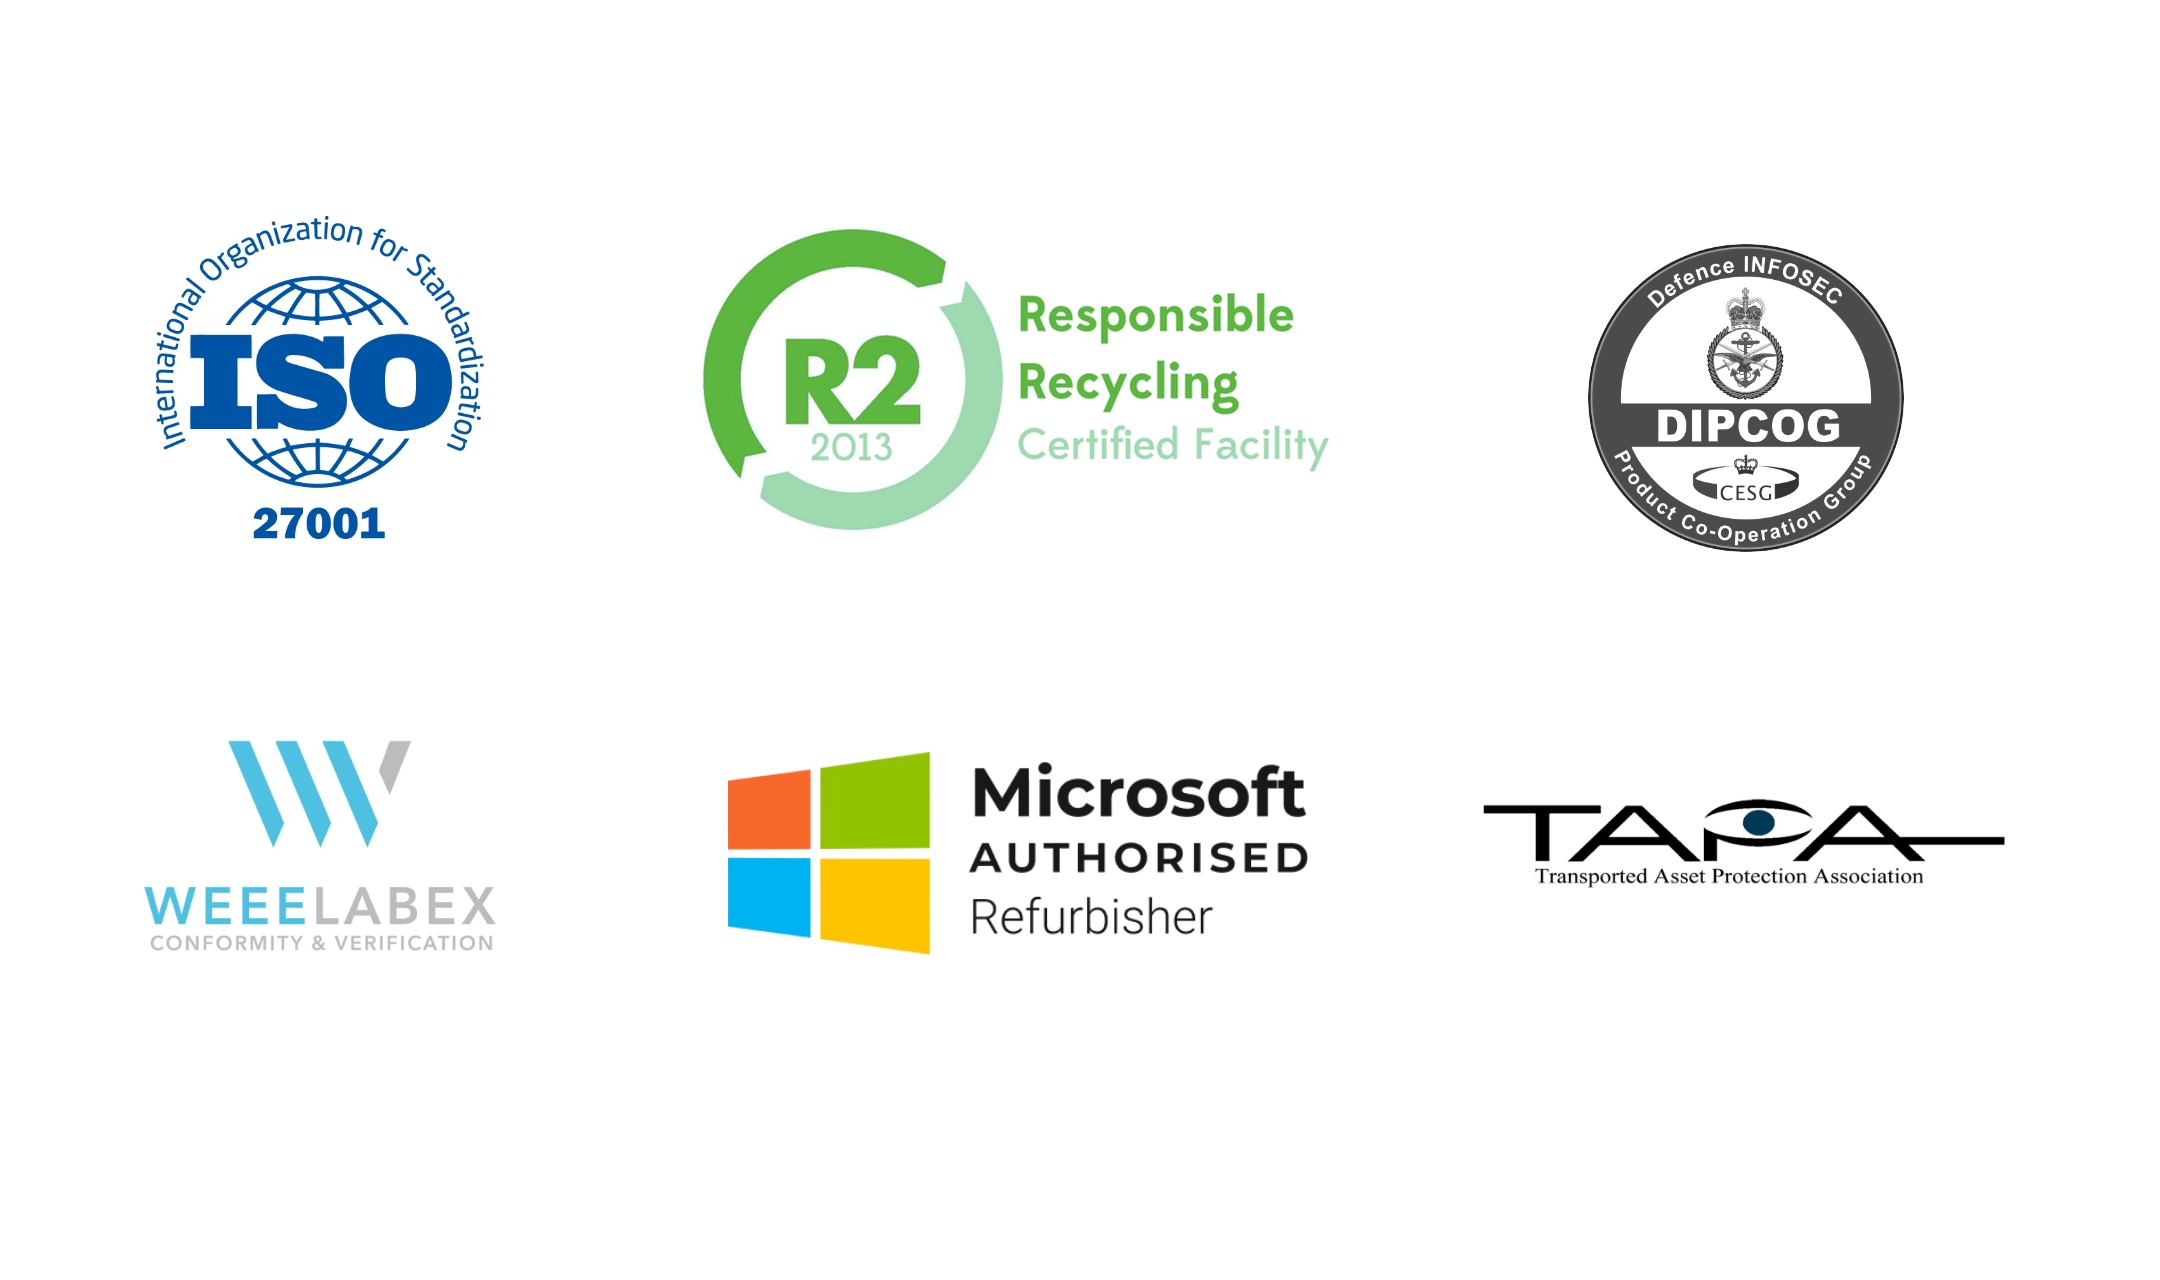 International Organization for Standardization
ISO
27001
R2
2013
Responsible
Recycling
Certified Facility
Defence INFOSEC
DIPCOG
CESG
Product Co-Operation Group
WEEELABEX
CONFORMITY & VERIFICATION
Microsoft
AUTHORISED
Refurbisher
TAPA
Transported Asset Protection Association